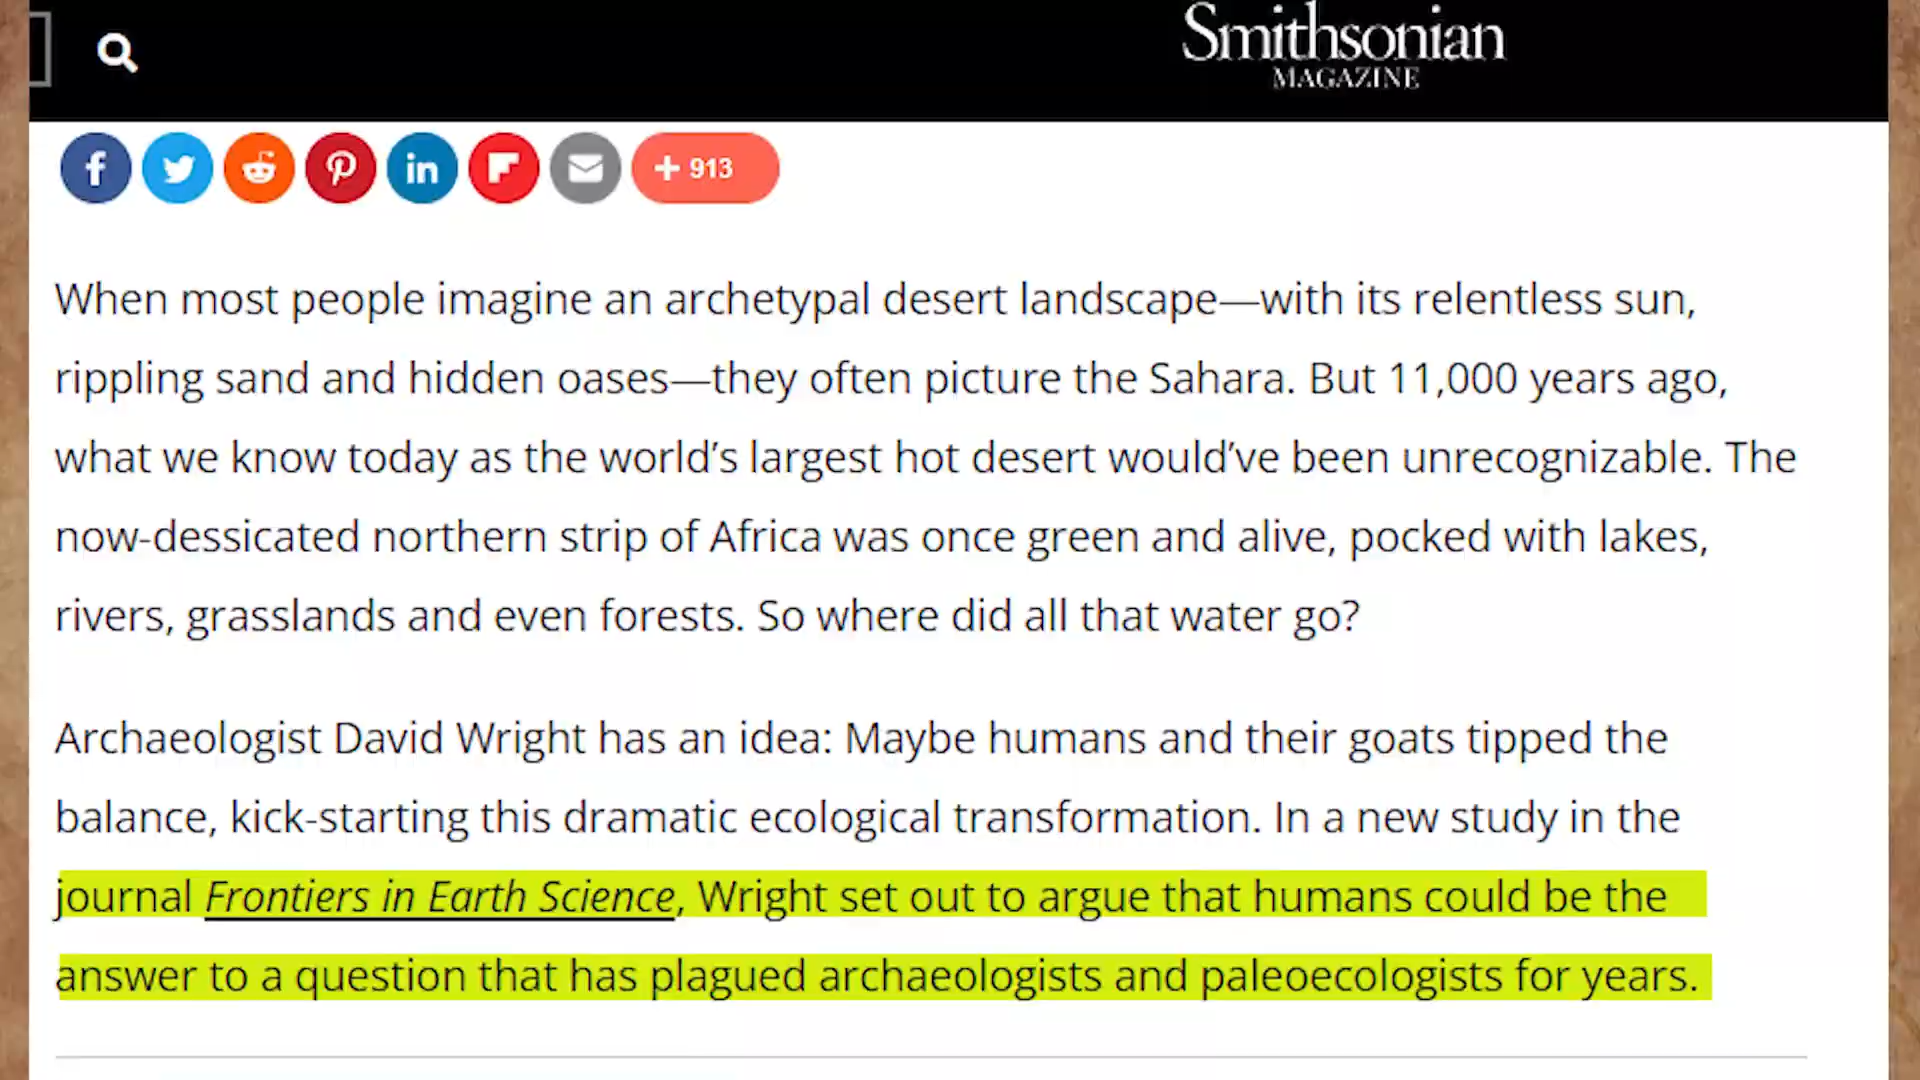 Smithsonian
MAGAZINE
+ 913
When most people imagine an archetypal desert landscape—with its relentless sun,
rippling sand and hidden oases—they often picture the Sahara. But 11,000 years ago,
what we know today as the world’s largest hot desert would’ve been unrecognizable. The
now-dessicated northern strip of Africa was once green and alive, pocked with lakes,
rivers, grasslands and even forests. So where did all that water go?
Archaeologist David Wright has an idea: Maybe humans and their goats tipped the
balance, kick-starting this dramatic ecological transformation. In a new study in the
journal Frontiers in Earth Science, Wright set out to argue that humans could be the
answer to a question that has plagued archaeologists and paleoecologists for years.